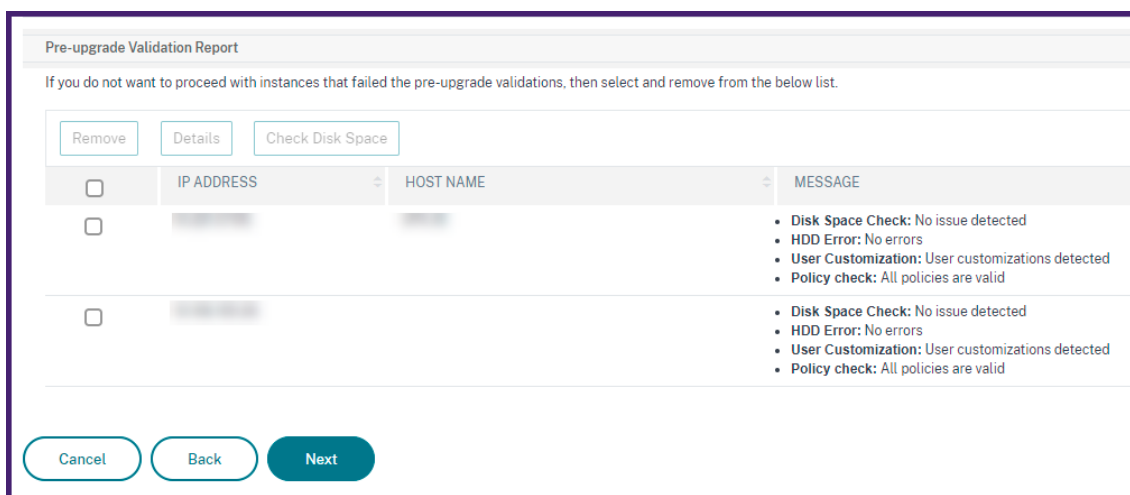 Pre-upgrade Validation Report
If you do not want to proceed with instances that failed the pre-upgrade validations, then select and remove from the below list.
Remove Details Check Disk Space
IP ADDRESS HOST NAME MESSAGE
Disk Space Check: No issue detected
HDD Error: No errors
User Customization: User customizations detected
Policy check: All policies are valid
Disk Space Check: No issue detected
HDD Error: No errors
User Customization: User customizations detected
Policy check: All policies are valid
Cancel Back Next